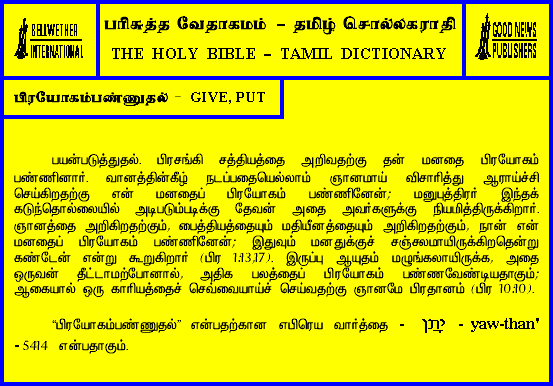 BELLWETHER
INTERNATIONAL
பரிசுத்த வேதாகமம் – தமிழ் சொல்லகராதி
THE HOLY BIBLE – TAMIL DICTIONARY
GOOD NEWS
PUBLISHERS
பிரயோகம்பண்ணுதல் – GIVE, PUT
பயன்படுத்துதல். பிரசங்கி சத்தியத்தை அறிவதற்கு தன் மனதை பிரயோகம்
பண்ணினார். வானத்தின்கீழ் நடப்பதையெல்லாம் ஞானமாய் விசாரித்து ஆராய்ச்சி
செய்கிறதற்கு என் மனதைப் பிரயோகம் பண்ணினேன்; மனுபுத்திரர் இந்தக்
கடுந்தொல்லையில் அடிபடும்படிக்கு தேவன் அதை அவர்களுக்கு நியமித்திருக்கிறார்.
ஞானத்தை அறிகிறதற்கும், பைத்தியத்தையும் மதியீனத்தையும் அறிகிறதற்கும், நான் என்
மனதைப் பிரயோகம் பண்ணினேன்; இதுவும் மனதுக்குச் சஞ்சலமாயிருக்கிறதென்று
கண்டேன் என்று கூறுகிறார் (பிர 1:13,17). இருப்பு ஆயுதம் மழுங்கலாயிருக்க, அதை
ஒருவன் தீட்டாமற்போனால், அதிக பலத்தைப் பிரயோகம் பண்ணவேண்டியதாகும்;
ஆகையால் ஒரு காரியத்தைச் செவ்வையாய்ச் செய்வதற்கு ஞானமே பிரதானம் (பிர 10:10).
“பிரயோகம்பண்ணுதல்” என்பதற்கான எபிரெய வார்த்தை - יָתַן - yaw-than'
- 5414 என்பதாகும்.